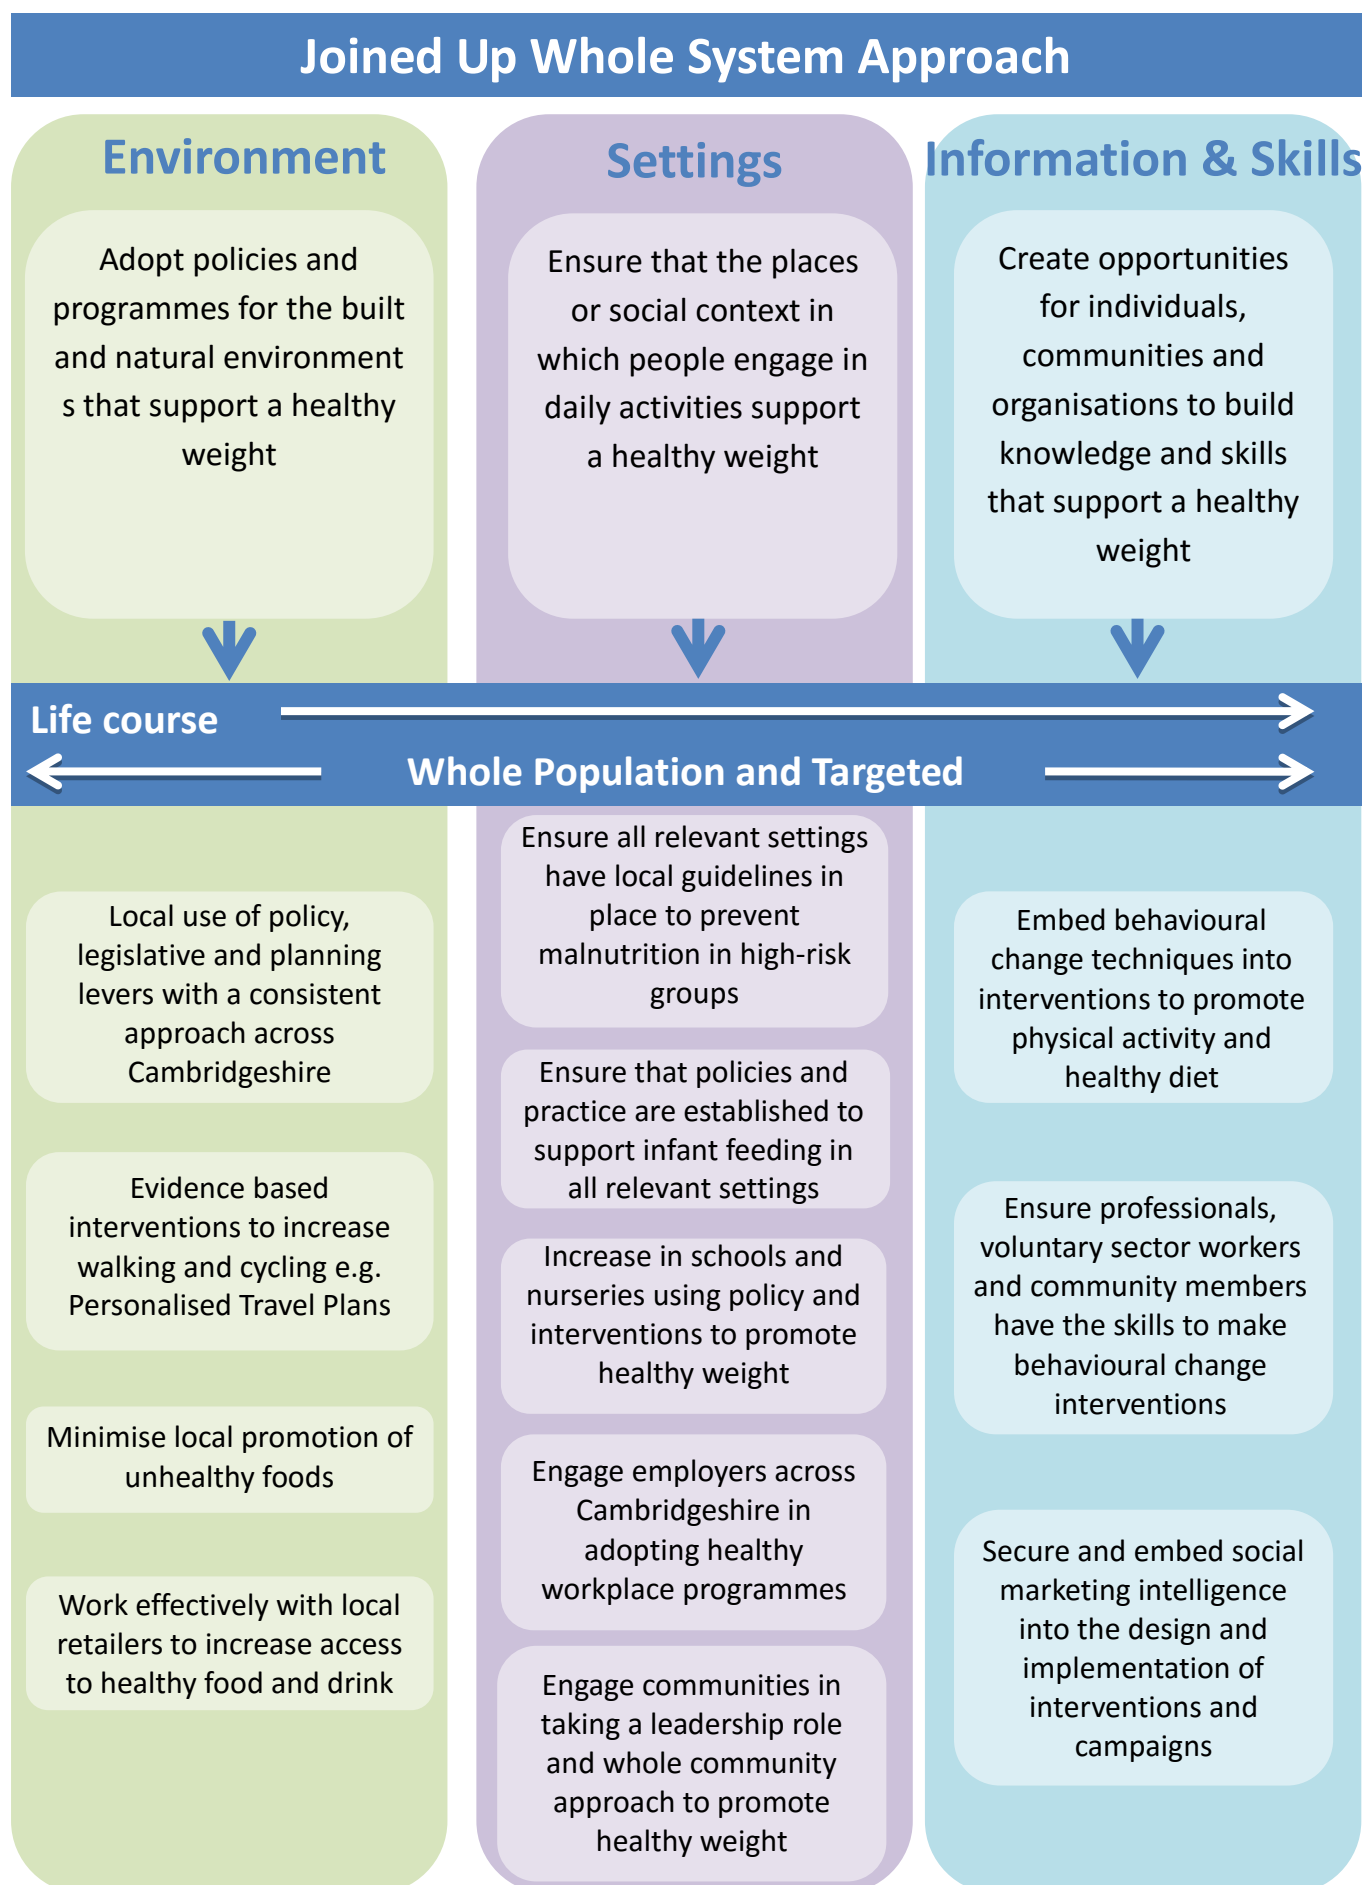 Joined Up Whole System Approach
Environment
Adopt policies and
programmes for the built
and natural environment
s that support a healthy
weight
Settings
Ensure that the places
or social context in
which people engage in
daily activities support
a healthy weight
Information & Skills
Create opportunities
for individuals,
communities and
organisations to build
knowledge and skills
that support a healthy
weight
Life course
Whole Population and Targeted
Local use of policy,
legislative and planning
levers with a consistent
approach across
Cambridgeshire
Evidence based
interventions to increase
walking and cycling e.g.
Personalised Travel Plans
Minimise local promotion of
unhealthy foods
Work effectively with local
retailers to increase access
to healthy food and drink
Ensure all relevant settings
have local guidelines in
place to prevent
malnutrition in high-risk
groups
Ensure that policies and
practice are established to
support infant feeding in
all relevant settings
Increase in schools and
nurseries using policy and
interventions to promote
healthy weight
Engage employers across
Cambridgeshire in
adopting healthy
workplace programmes
Engage communities in
taking a leadership role
and whole community
approach to promote
healthy weight
Embed behavioural
change techniques into
interventions to promote
physical activity and
healthy diet
Ensure professionals,
voluntary sector workers
and community members
have the skills to make
behavioural change
interventions
Secure and embed social
marketing intelligence
into the design and
implementation of
interventions and
campaigns